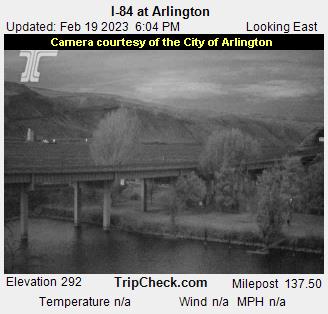 I-84 at Arlington
Updated: Feb 19 2023 6:04 PM Looking East
Camera courtesy of the City of Arlington
Elevation 292 TripCheck.com Milepost 137.50
Temperature n/a Wind n/a MPH n/a